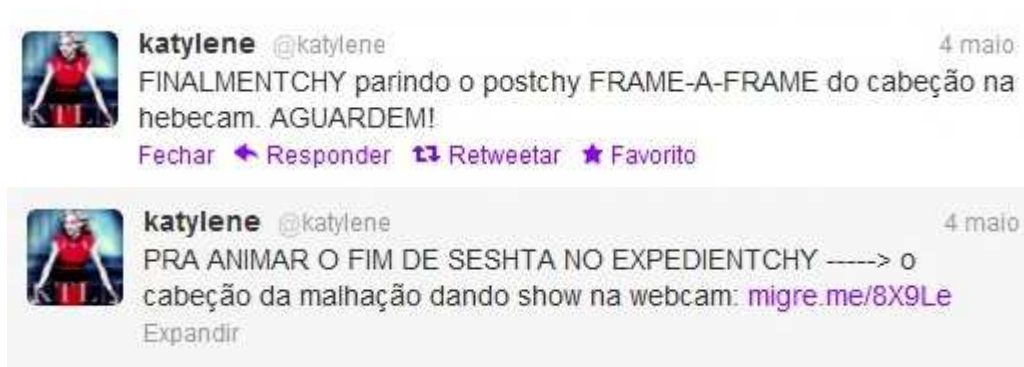 katylene @katylene 4 maio
FINALMENTCHY parindo o postchy FRAME-A-FRAME do cabeção na
hebecam. AGUARDEM!
Fechar Responder Retweetar Favorito
katylene @katylene 4 maio
PRA ANIMAR O FIM DE SESHTA NO EXPEDIENTCHY -----> o
cabeção da malhação dando show na webcam: migre.me/8X9Le
Expandir